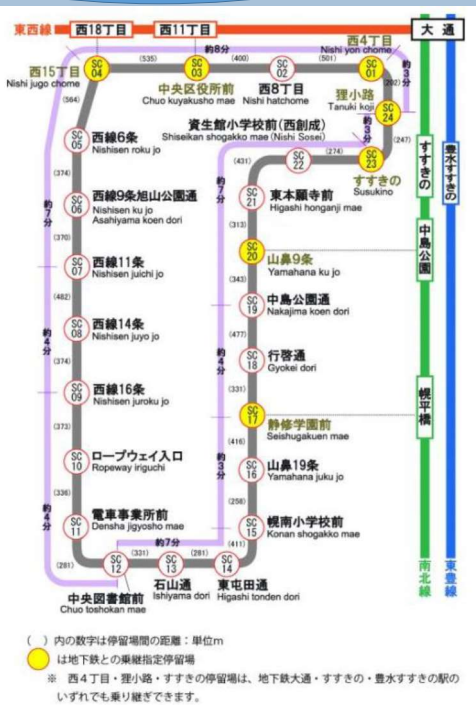 東西線
西18丁目
西11丁目
大通
約8分
西15丁目
Nishi jugo chome
SC
04
(535)
SC
03
中央区役所前
Chuo kuyakusho mae
(400)
SC
02
西8丁目
Nishi hatchome
(501)
西4丁目
Nishi yon chome
SC
01
(202)
約3分
狸小路
Tanuki koji
SC
24
(247)
約3分
SC
23
すすきの
Susukino
(274)
資生館小学校前(西創成)
Shiseikan shogakko mae (Nishi Sosei)
SC
22
(431)
約7分
SC
21
東本願寺前
Higashi honganji mae
(313)
SC
20
山鼻9条
Yamahana ku jo
(343)
SC
19
中島公園通
Nakajima koen dori
(477)
約4分
SC
18
行啓通
Gyokei dori
(331)
SC
17
静修学園前
Seishugakuen mae
(416)
約3分
SC
16
山鼻19条
Yamahana juku jo
(258)
SC
15
幌南小学校前
Konan shogakko mae
(411)
SC
14
東屯田通
Higashi tonden dori
(281)
SC
13
石山通
Ishiyama dori
(331)
約7分
SC
12
中央図書館前
Chuo toshokan mae
(281)
SC
11
電車事業所前
Densha jigyosho mae
(336)
約4分
SC
10
ロープウェイ入口
Ropeway iriguchi
(373)
SC
09
西線16条
Nishisen juroku jo
(374)
約4分
SC
08
西線14条
Nishisen juyo jo
(482)
SC
07
西線11条
Nishisen juichi jo
(370)
約7分
SC
06
西線9条旭山公園通
Nishisen ku jo
Asahiyama koen dori
(374)
SC
05
西線6条
Nishisen roku jo
(564)
すすきの
豊水すすきの
中島公園
幌平橋
南北線
東豊線
( )内の数字は停留場間の距離:単位m
は地下鉄との乗継指定停留場
※ 西4丁目・狸小路・すすきの停留場は、地下鉄大通・すすきの・豊水すすきの駅の
いずれでも乗り継ぎできます。